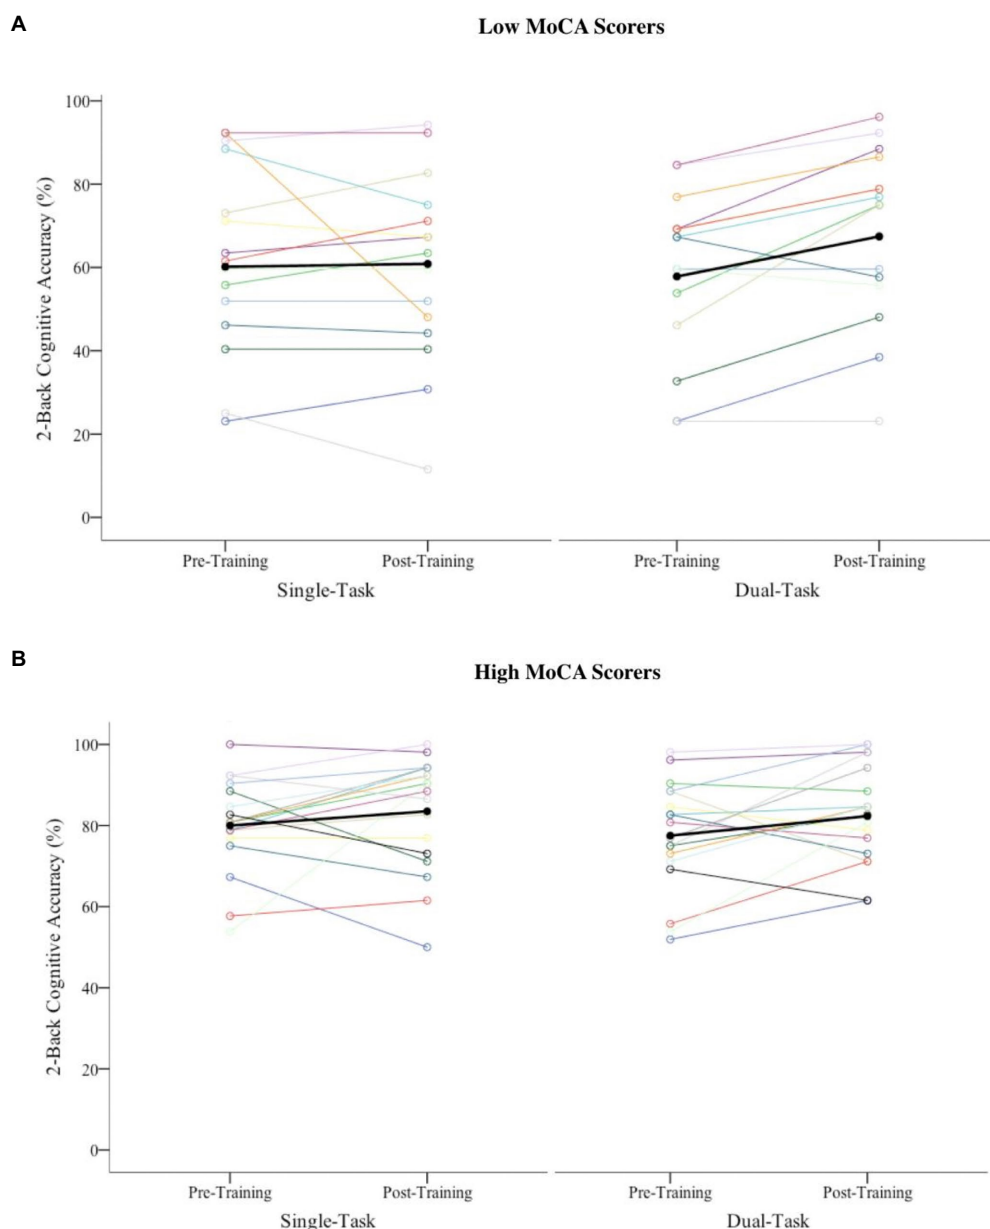 A
Low MoCA Scorers
2-Back Cognitive Accuracy (%)
100
80
60
40
20
0
Pre-Training
Post-Training
Pre-Training
Post-Training
Single-Task
Dual-Task
B
High MoCA Scorers
2-Back Cognitive Accuracy (%)
100
80
60
40
20
0
Pre-Training
Post-Training
Pre-Training
Post-Training
Single-Task
Dual-Task